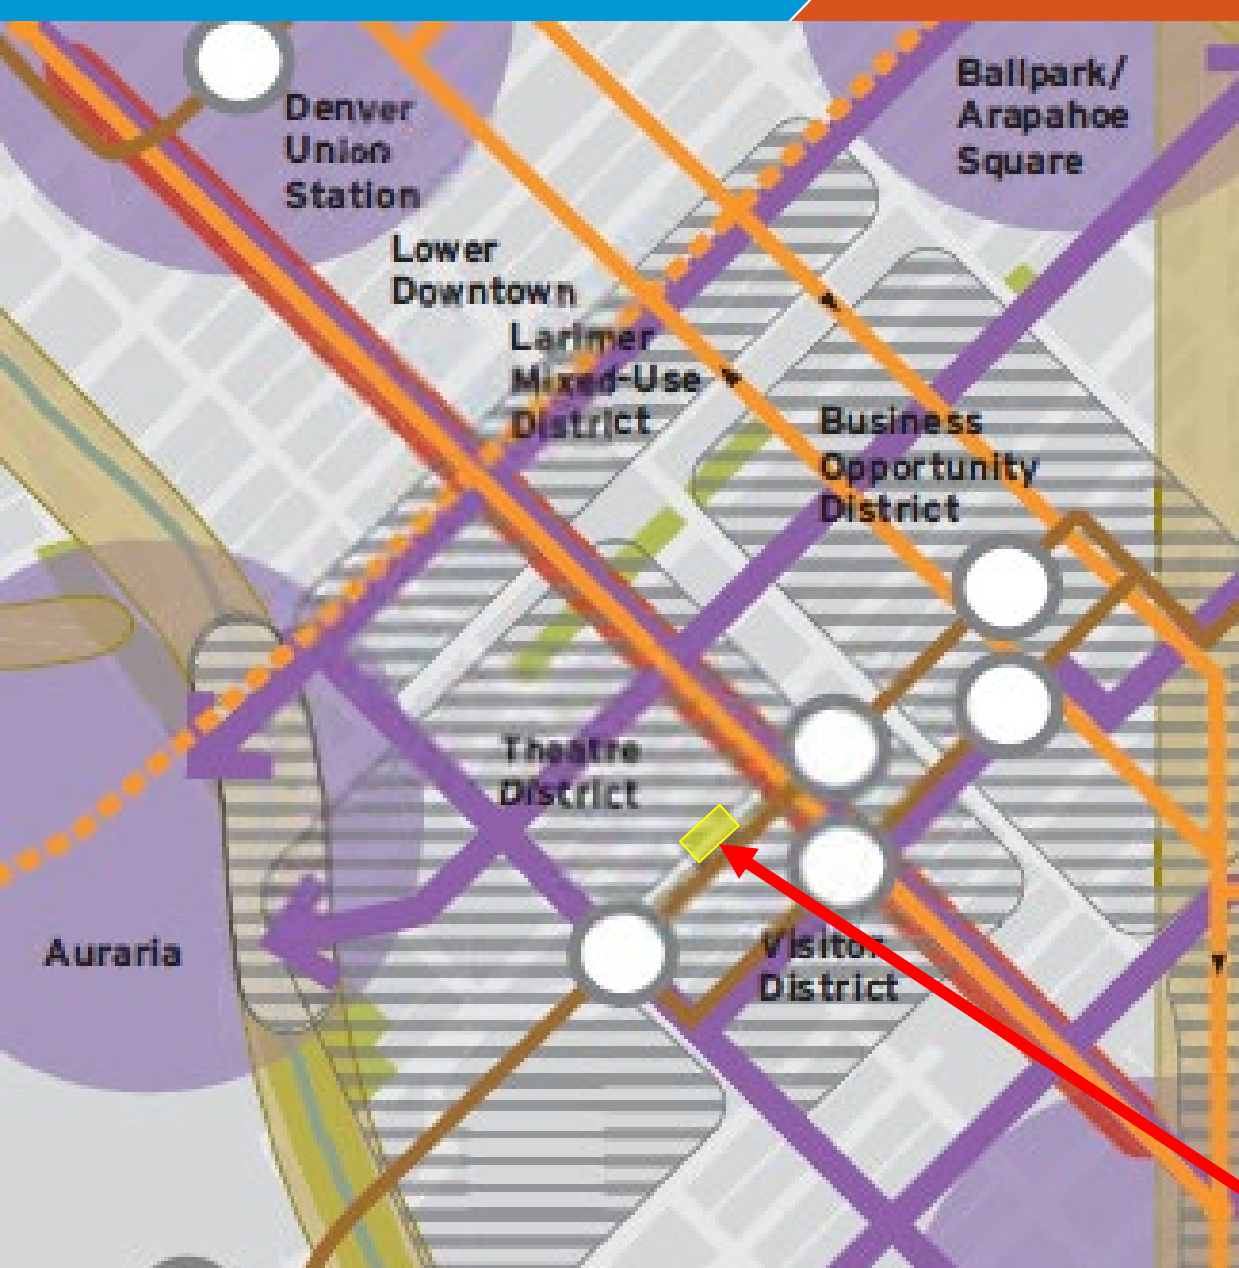 Ballpark/
Arapahoe
Square
Denver
Union
Station
Lower
Downtown
Larimer
Mixed-Use
District
Business
Opportunity
District
Theatre
District
Auraria
Visitor
District